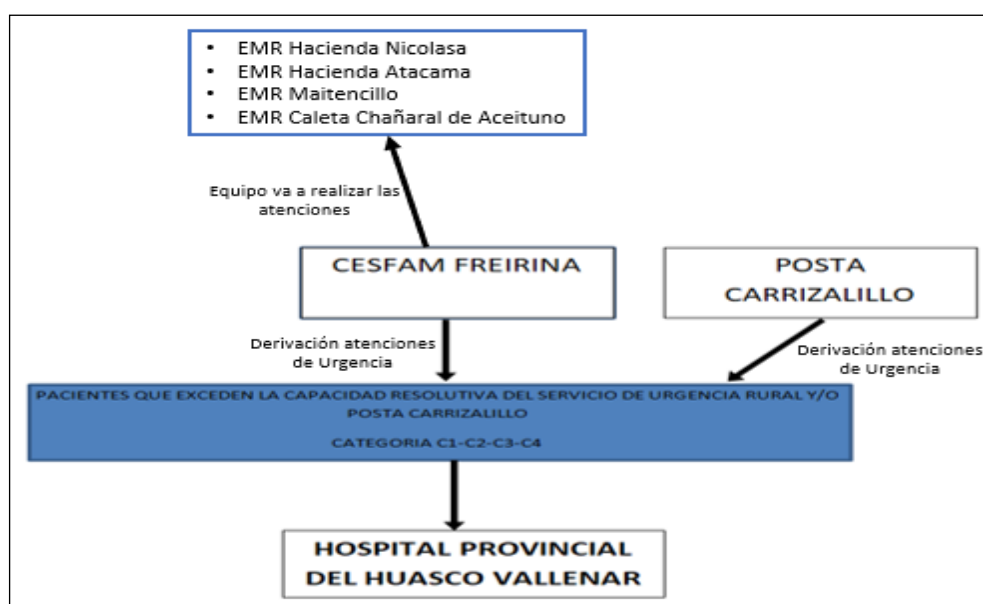 • EMR Hacienda Nicolasa
• EMR Hacienda Atacama
• EMR Maitencillo
• EMR Caleta Chañaral de Aceituno
Equipo va a realizar las
atenciones
CESFAM FREIRINA
POSTA
CARRIZALILLO
Derivación atenciones
de Urgencia
Derivación atenciones
de Urgencia
PACIENTES QUE EXCEDEN LA CAPACIDAD RESOLUTIVA DEL SERVICIO DE URGENCIA RURAL Y/O
POSTA CARRIZALILLO
CATEGORIA C1-C2-C3-C4
HOSPITAL PROVINCIAL
DEL HUASCO VALLENAR